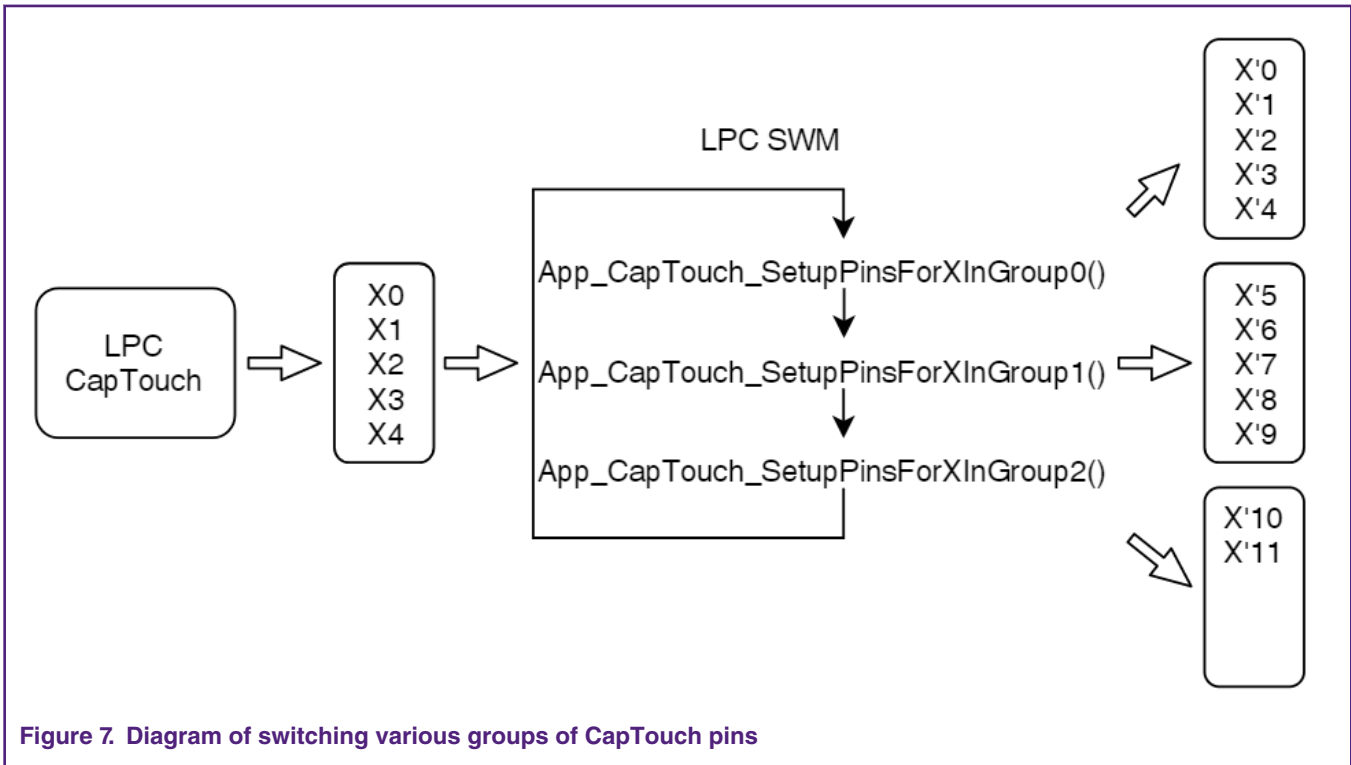 LPC
CapTouch
X0
X1
X2
X3
X4
LPC SWM
App_CapTouch_SetupPinsForXInGroup0()
App_CapTouch_SetupPinsForXInGroup1()
App_CapTouch_SetupPinsForXInGroup2()
X'0
X'1
X'2
X'3
X'4
X'5
X'6
X'7
X'8
X'9
X'10
X'11
Figure 7. Diagram of switching various groups of CapTouch pins